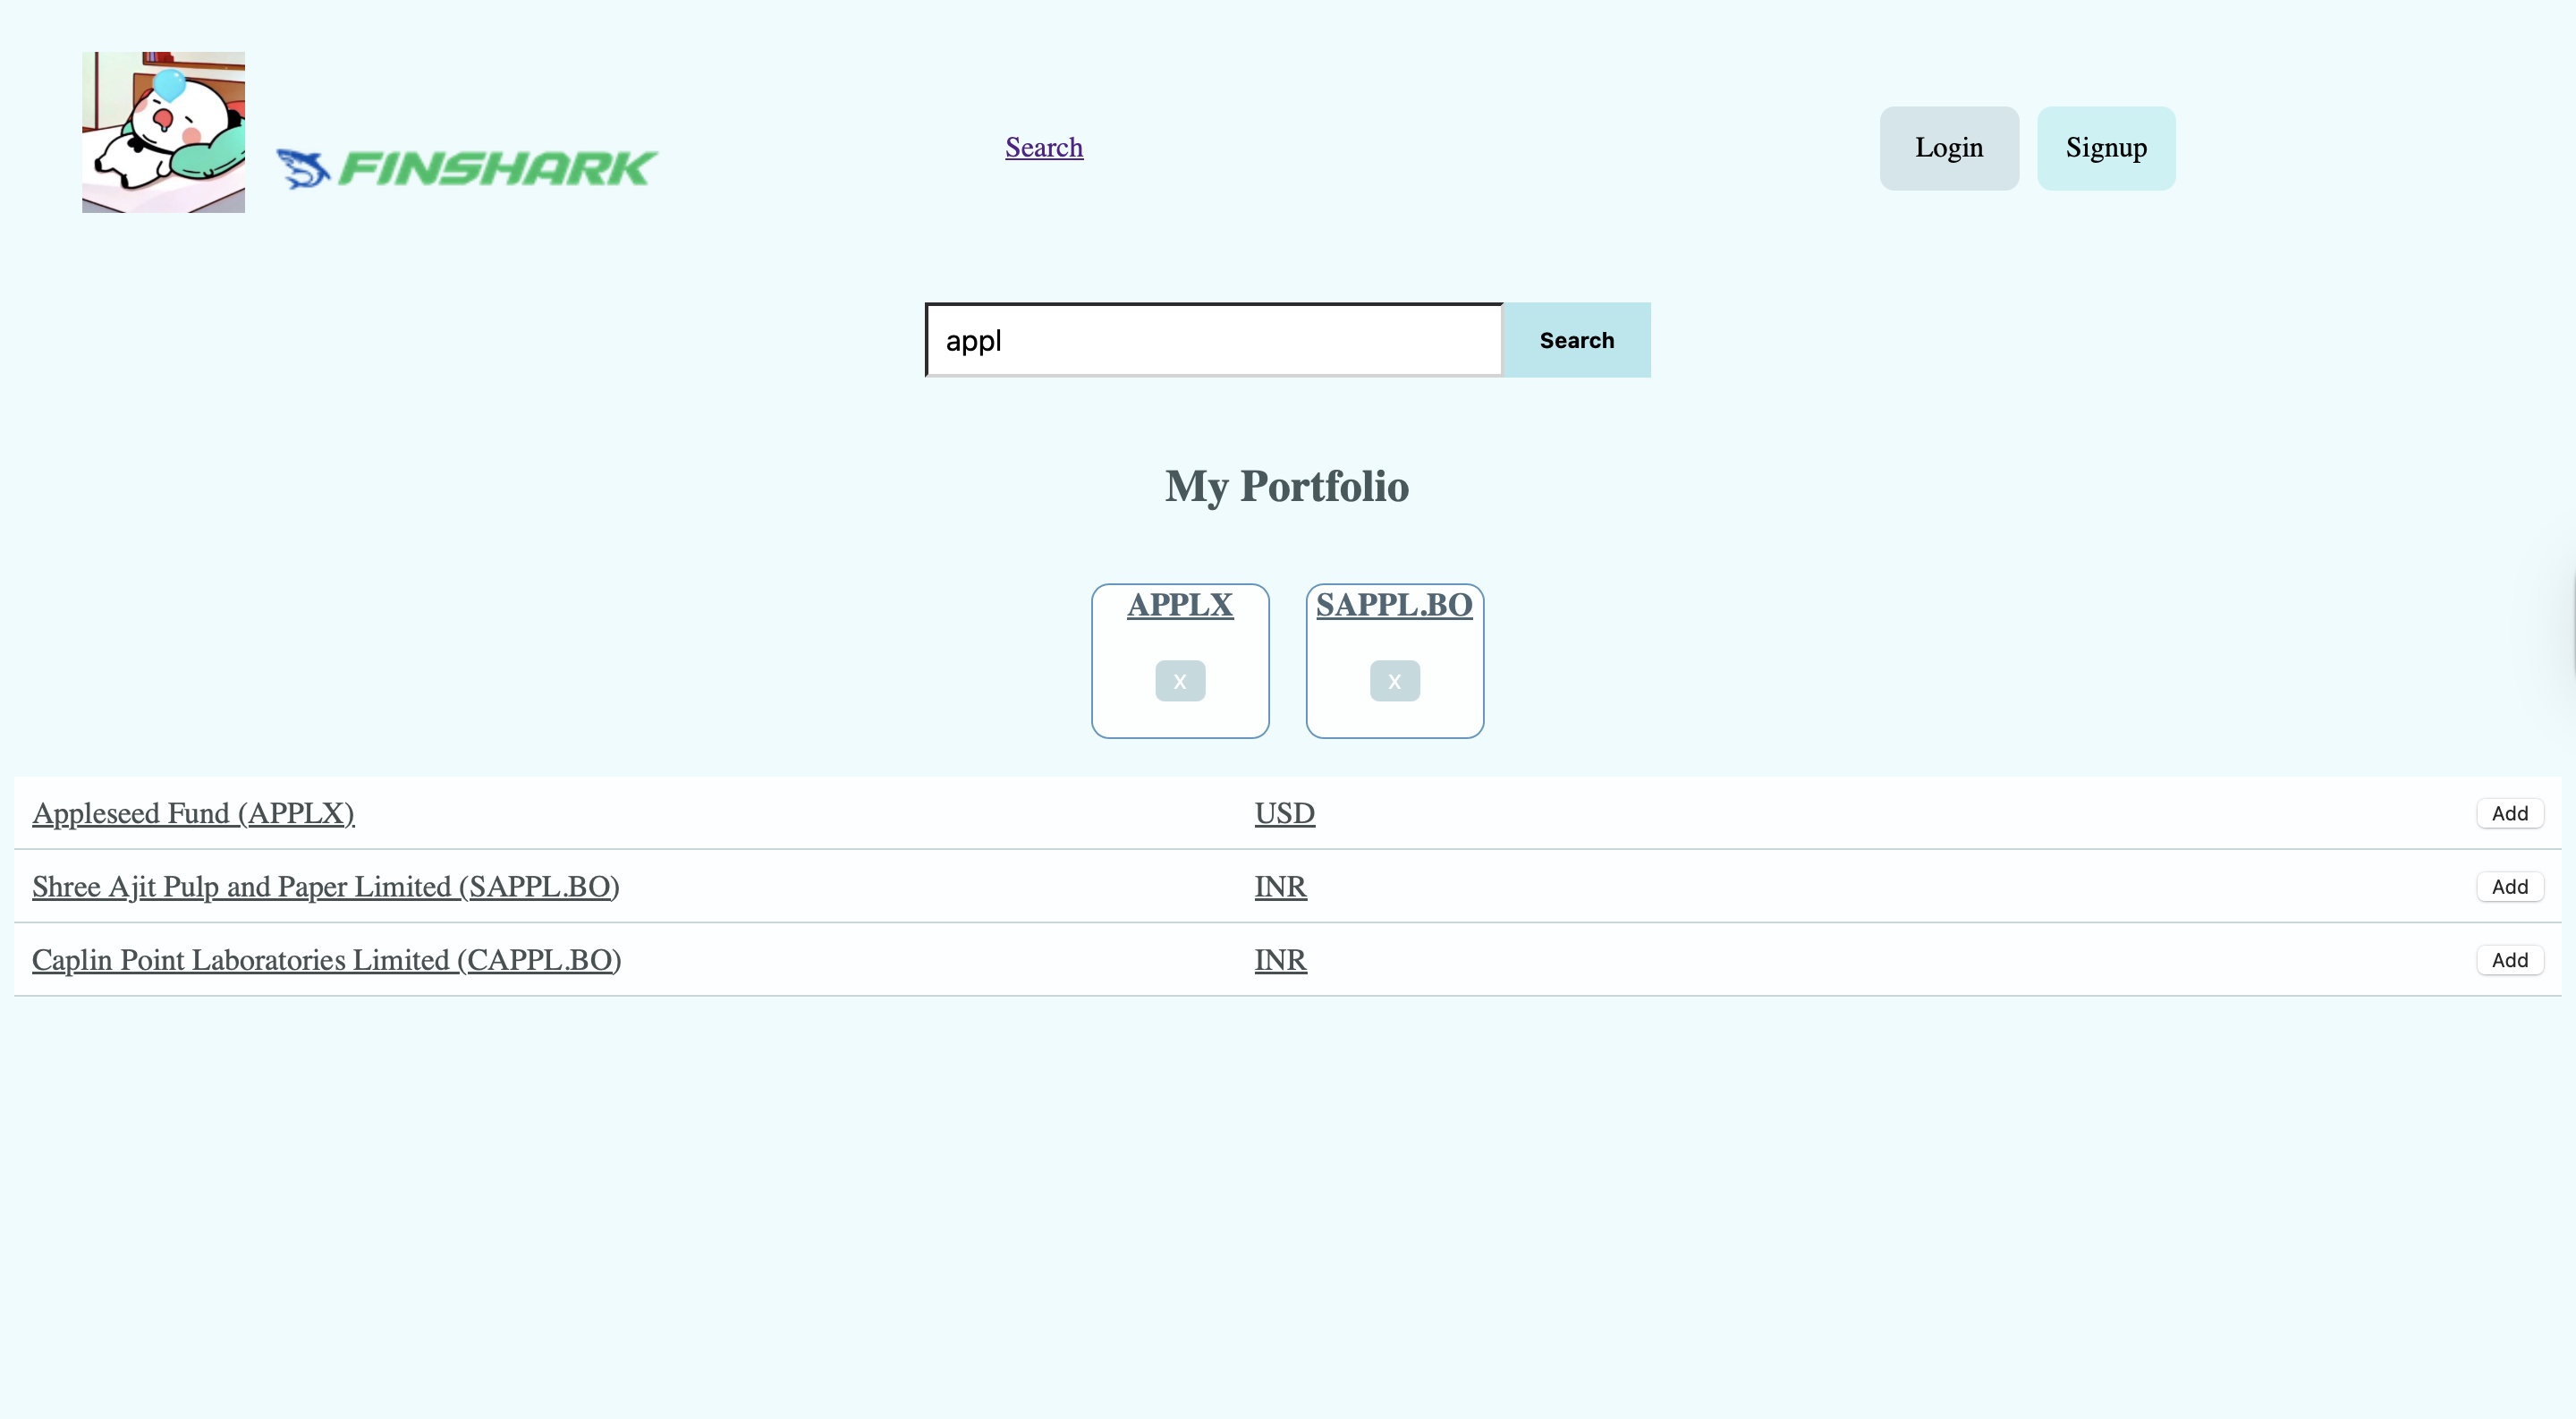 FINSHARK
Search
Login
Signup
appl
Search
My Portfolio
APPLX
SAPPL.BO
X
X
Appleseed Fund (APPLX)
USD
Add
Shree Ajit Pulp and Paper Limited (SAPPL.BO)
INR
Add
Caplin Point Laboratories Limited (CAPPL.BO)
INR
Add